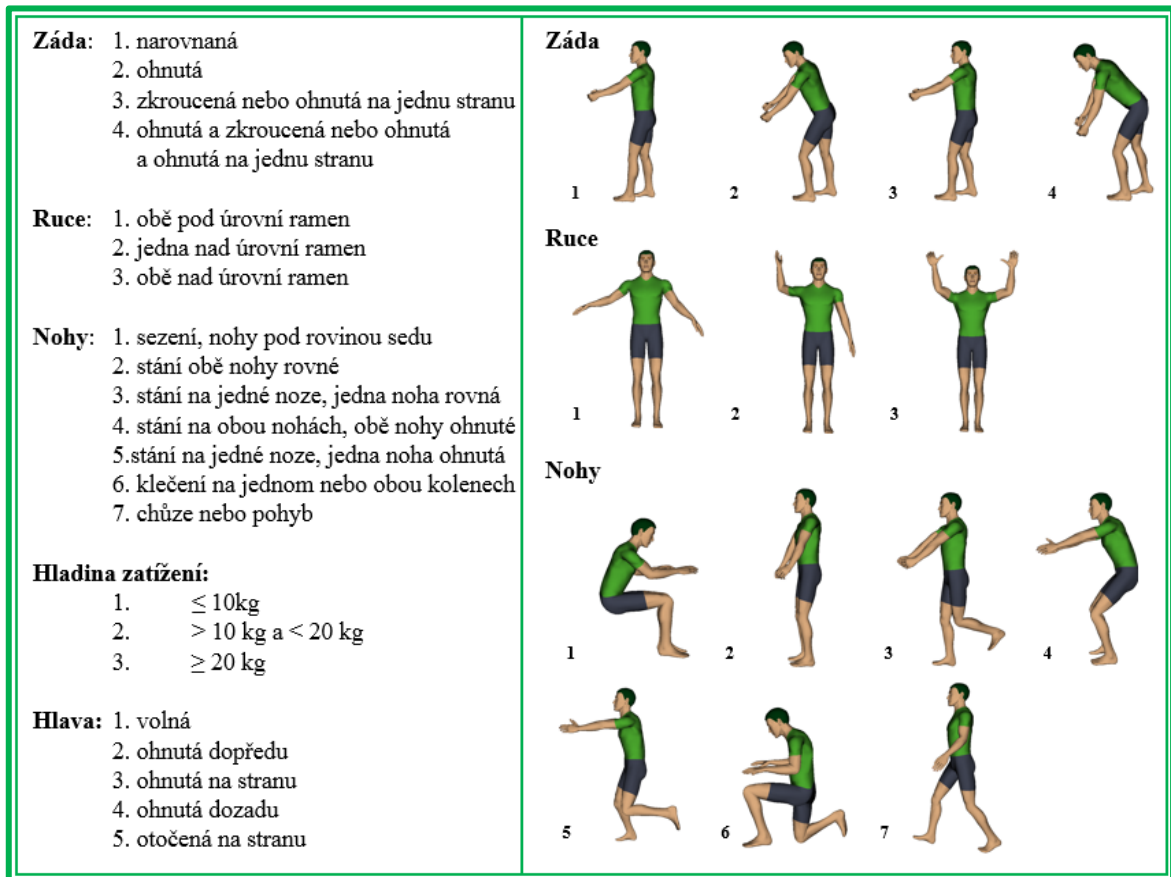 Záda: 1. narovnaná
2. ohnutá
3. zkroucená nebo ohnutá na jednu stranu
4. ohnutá a zkroucená nebo ohnutá
a ohnutá na jednu stranu
Ruce: 1. obě pod úrovní ramen
2. jedna nad úrovní ramen
3. obě nad úrovní ramen
Nohy: 1. sezení, nohy pod rovinou sedu
2. stání obě nohy rovné
3. stání na jedné noze, jedna noha rovná
4. stání na obou nohách, obě nohy ohnuté
5.stání na jedné noze, jedna noha ohnutá
6. klečení na jednom nebo obou kolenech
7. chůze nebo pohyb
Hladina zatížení:
1. ≤ 10kg
2. > 10 kg a < 20 kg
3. ≥ 20 kg
Hlava: 1. volná
2. ohnutá dopředu
3. ohnutá na stranu
4. ohnutá dozadu
5. otočená na stranu
Záda
1 2 3 4
Ruce
1 2 3
Nohy
1 2 3 4
5 6 7